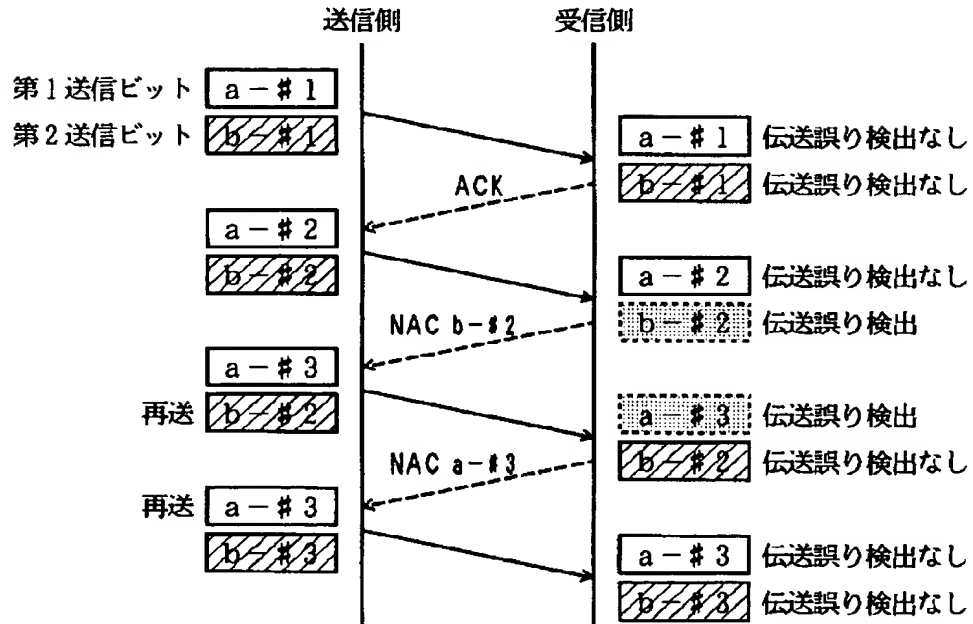 送信側 受信側
第1送信ビット a－#1
第2送信ビット b－#1
a－#1 伝送誤り検出なし
b－#1 伝送誤り検出なし
ACK
a－#2
b－#2
a－#2 伝送誤り検出なし
b－#2 伝送誤り検出
NAC b-#2
a－#3
再送 b－#2
a－#3 伝送誤り検出
b－#2 伝送誤り検出なし
NAC a-#3
再送 a－#3
b－#3
a－#3 伝送誤り検出なし
b－#3 伝送誤り検出なし